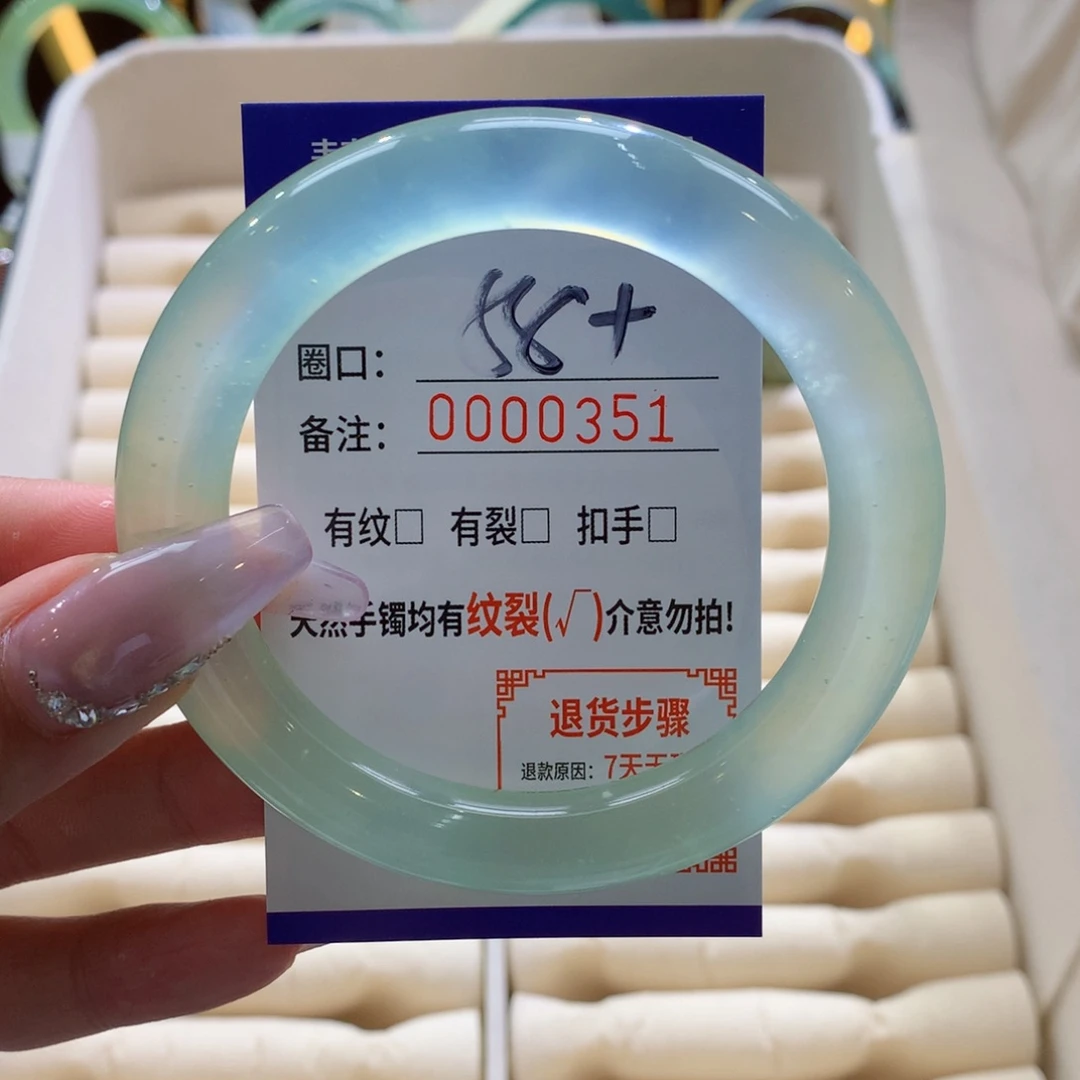 圈口： 58+
备注： 0000351
有纹□ 有裂□ 扣手□
天然手镯均有纹裂(√)介意勿拍!
退货步骤
退款原因：7天无